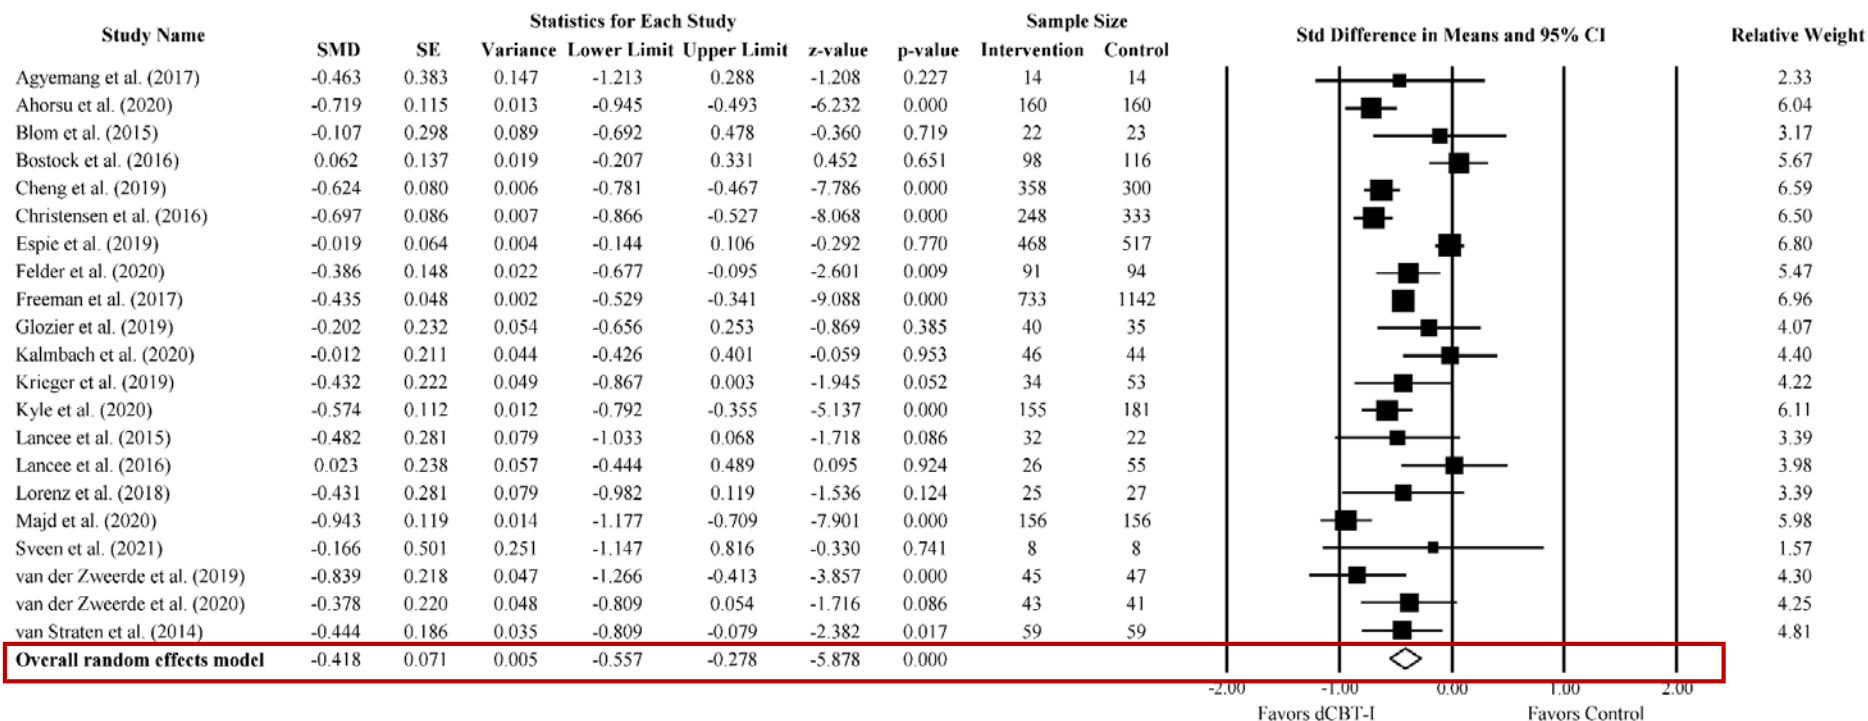 Statistics for Each Study Sample Size
Study Name Std Difference in Means and 95% CI Relative Weight
SMD SE Variance Lower Limit Upper Limit z-value p-value Intervention Control
Agyemang et al. (2017) -0.463 0.383 0.147 -1.213 0.288 -1.208 0.227 14 14 2.33
Ahorsu et al. (2020) -0.719 0.115 0.013 -0.945 -0.493 -6.232 0.000 160 160 6.04
Blom et al. (2015) -0.107 0.298 0.089 -0.692 0.478 -0.360 0.719 22 23 3.17
Bostock et al. (2016) 0.062 0.137 0.019 -0.207 0.331 0.452 0.651 98 116 5.67
Cheng et al. (2019) -0.624 0.080 0.006 -0.781 -0.467 -7.786 0.000 358 300 6.59
Christensen et al. (2016) -0.697 0.086 0.007 -0.866 -0.527 -8.068 0.000 248 333 6.50
Espie et al. (2019) -0.019 0.064 0.004 -0.144 0.106 -0.292 0.770 468 517 6.80
Felder et al. (2020) -0.386 0.148 0.022 -0.677 -0.095 -2.601 0.009 91 94 5.47
Freeman et al. (2017) -0.435 0.048 0.002 -0.529 -0.341 -9.088 0.000 733 1142 6.96
Glozier et al. (2019) -0.202 0.232 0.054 -0.656 0.253 -0.869 0.385 40 35 4.07
Kalmbach et al. (2020) -0.012 0.211 0.044 -0.426 0.401 -0.059 0.953 46 44 4.40
Krieger et al. (2019) -0.432 0.222 0.049 -0.867 0.003 -1.945 0.052 34 53 4.22
Kyle et al. (2020) -0.574 0.112 0.012 -0.792 -0.355 -5.137 0.000 155 181 6.11
Lancee et al. (2015) -0.482 0.281 0.079 -1.033 0.068 -1.718 0.086 32 22 3.39
Lancee et al. (2016) 0.023 0.238 0.057 -0.444 0.489 0.095 0.924 26 55 3.98
Lorenz et al. (2018) -0.431 0.281 0.079 -0.982 0.119 -1.536 0.124 25 27 3.39
Majd et al. (2020) -0.943 0.119 0.014 -1.177 -0.709 -7.901 0.000 156 156 5.98
Sveen et al. (2021) -0.166 0.501 0.251 -1.147 0.816 -0.330 0.741 8 8 1.57
van der Zweerde et al. (2019) -0.839 0.218 0.047 -1.266 -0.413 -3.857 0.000 45 47 4.30
van der Zweerde et al. (2020) -0.378 0.220 0.048 -0.809 0.054 -1.716 0.086 43 41 4.25
van Straten et al. (2014) -0.444 0.186 0.035 -0.809 -0.079 -2.382 0.017 59 59 4.81
Overall random effects model -0.418 0.071 0.005 -0.557 -0.278 -5.878 0.000
-2.00 -1.00 0.00 1.00 2.00
Favors dCBT-I Favors Control